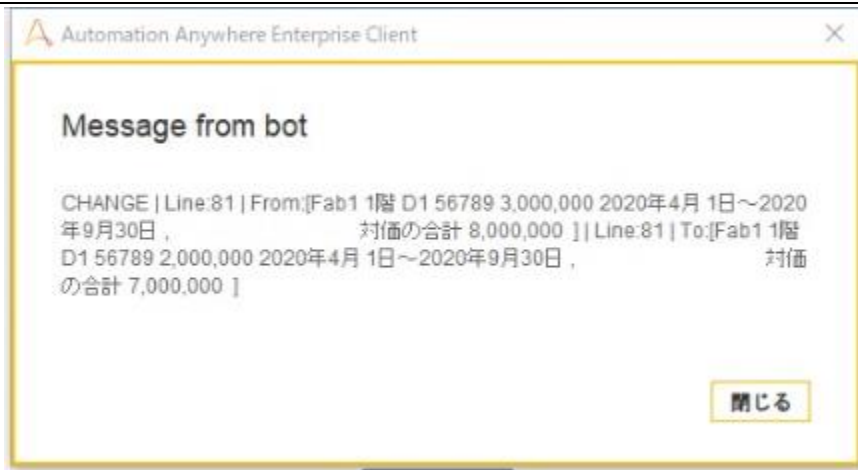 Automation Anywhere Enterprise Client
Message from bot
CHANGE | Line:81 | From:[Fab1 1階 D1 56789 3,000,000 2020年4月 1日～2020
年9月30日 , 対価の合計 8,000,000 ] | Line:81 | To:[Fab1 1階
D1 56789 2,000,000 2020年4月 1日～2020年9月30日 , 対価
の合計 7,000,000 ]
閉じる